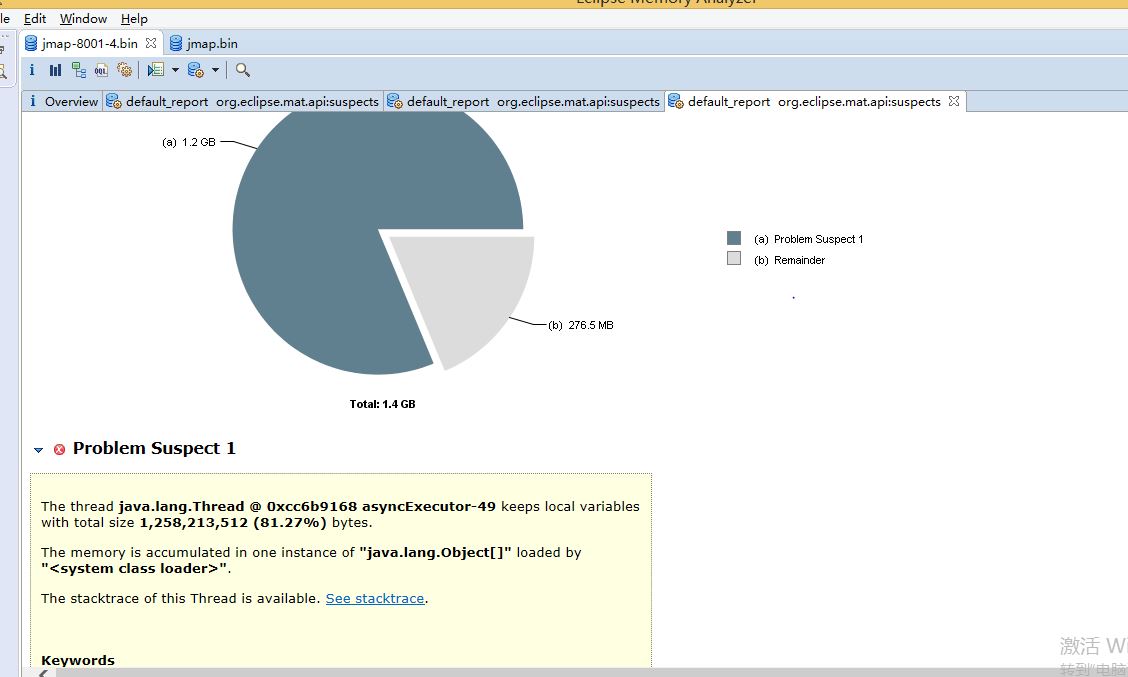 Eclipse Memory Analyzer
le Edit Window Help
jmap-8001-4.bin jmap.bin
i OQL
i Overview default_report org.eclipse.mat.api:suspects default_report org.eclipse.mat.api:suspects default_report org.eclipse.mat.api:suspects
(a) 1.2 GB
(a) Problem Suspect 1
(b) Remainder
(b) 276.5 MB
Total: 1.4 GB
Problem Suspect 1
The thread java.lang.Thread @ 0xcc6b9168 asyncExecutor-49 keeps local variables
with total size 1,258,213,512 (81.27%) bytes.
The memory is accumulated in one instance of "java.lang.Object[]" loaded by
"<system class loader>".
The stacktrace of this Thread is available. See stacktrace.
Keywords
激活 Wi
转到"电脑